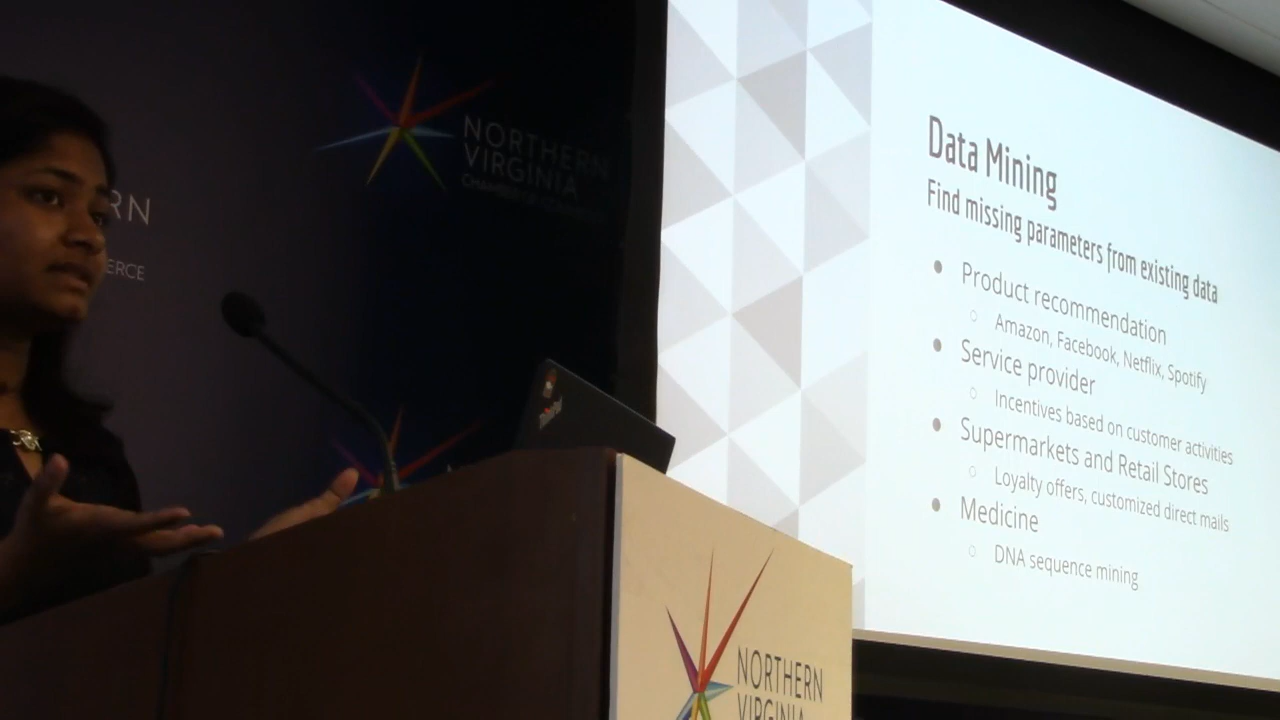 NORTHERN
VIRGINIA
RN
ERCE
Data Mining
Find missing parameters from existing data
Product recommendation
Amazon, Facebook, Netflix, Spotify
Service provider
Incentives based on customer activities
Supermarkets and Retail Stores
Loyalty offers, customized direct mails
Medicine
DNA sequence mining
NORTHERN
VIRGINIA